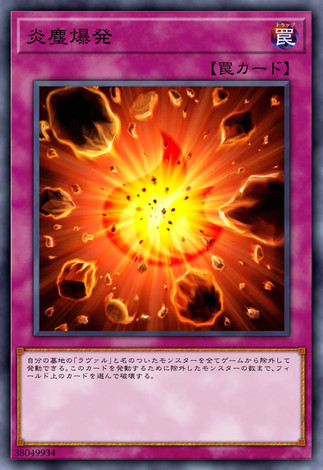 炎塵爆発
トラップ
罠
【罠カード】
自分の墓地の「ラヴァル」と名のついたモンスターを全てゲームから除外して
発動できる。このカードを発動するために除外したモンスターの数まで、フィ
ールド上のカードを選んで破壊する。
38049934